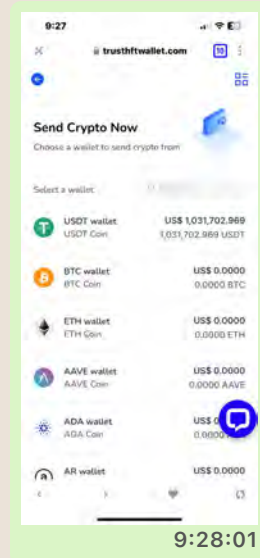 9:27
trusthftwallet.com
10
Send Crypto Now
Choose a wallet to send crypto from
Select a wallet
USDT wallet US$ 1,031,702.969
USDT Coin 1,031,702.969 USDT
BTC wallet US$ 0.0000
BTC Coin 0.0000 BTC
ETH wallet US$ 0.0000
ETH Coin 0.0000 ETH
AAVE wallet US$ 0.0000
AAVE Coin 0.0000 AAVE
ADA wallet US$
ADA Coin
AR wallet US$ 0.0000
9:28:01